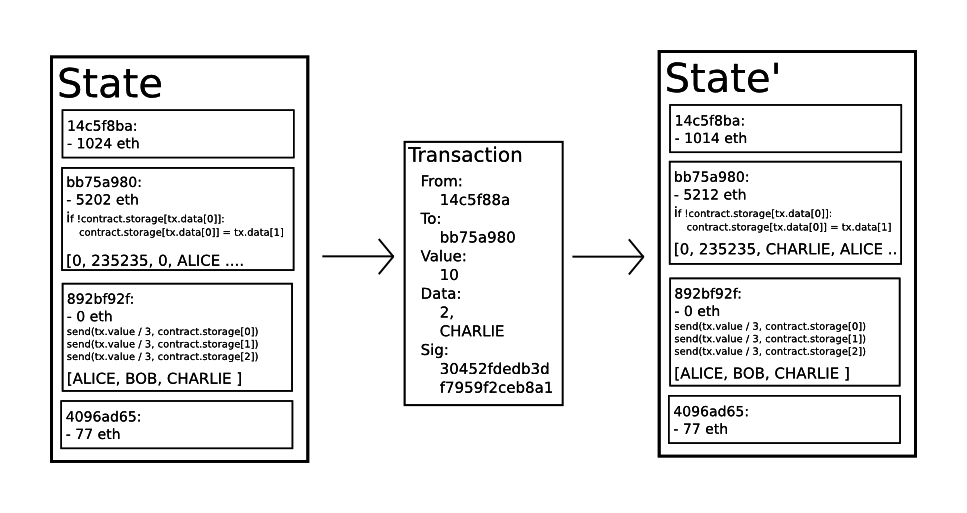 State
14c5f8ba:
- 1024 eth
bb75a980:
- 5202 eth
if !contract.storage[tx.data[0]]:
contract.storage[tx.data[0]] = tx.data[1]
[0, 235235, 0, ALICE ....
892bf92f:
- 0 eth
send(tx.value / 3, contract.storage[0])
send(tx.value / 3, contract.storage[1])
send(tx.value / 3, contract.storage[2])
[ALICE, BOB, CHARLIE ]
4096ad65:
- 77 eth
Transaction
From:
14c5f88a
To:
bb75a980
Value:
10
Data:
2,
CHARLIE
Sig:
30452fdedb3d
f7959f2ceb8a1
State'
14c5f8ba:
- 1014 eth
bb75a980:
- 5212 eth
if !contract.storage[tx.data[0]]:
contract.storage[tx.data[0]] = tx.data[1]
[0, 235235, CHARLIE, ALICE ..
892bf92f:
- 0 eth
send(tx.value / 3, contract.storage[0])
send(tx.value / 3, contract.storage[1])
send(tx.value / 3, contract.storage[2])
[ALICE, BOB, CHARLIE ]
4096ad65:
- 77 eth